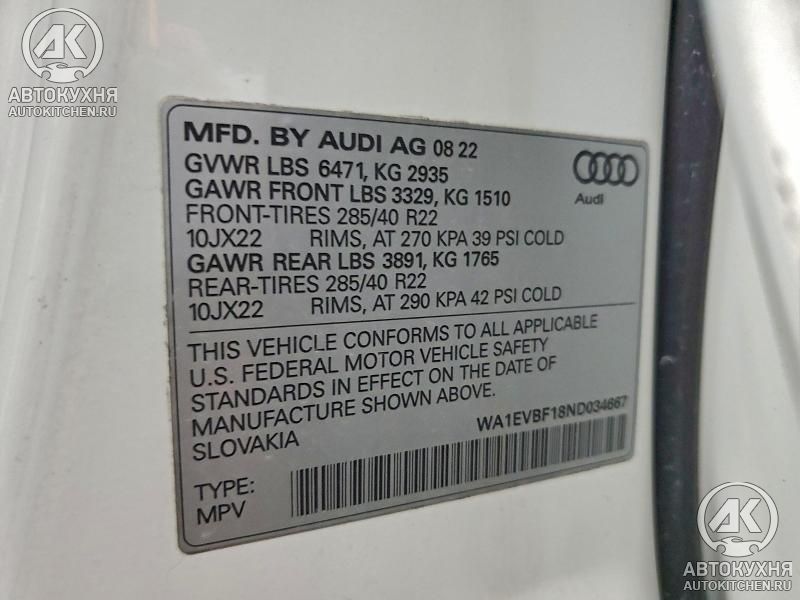 AK
АВТОКУХНЯ
AUTOKITCHEN.RU
MFD. BY AUDI AG 08 22
GVWR LBS 6471, KG 2935
GAWR FRONT LBS 3329, KG 1510
FRONT-TIRES 285/40 R22
10JX22 RIMS, AT 270 KPA 39 PSI COLD
GAWR REAR LBS 3891, KG 1765
REAR-TIRES 285/40 R22
10JX22 RIMS, AT 290 KPA 42 PSI COLD
Audi
THIS VEHICLE CONFORMS TO ALL APPLICABLE
U.S. FEDERAL MOTOR VEHICLE SAFETY
STANDARDS IN EFFECT ON THE DATE OF
MANUFACTURE SHOWN ABOVE.
SLOVAKIA
WA1EVBF18ND034667
TYPE:
MPV
AK
АВТОКУХНЯ
AUTOKITCHEN.RU